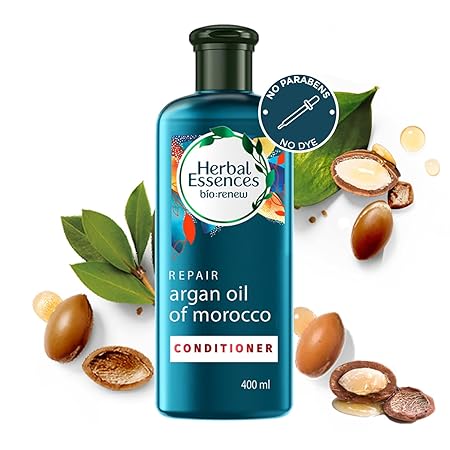 NO PARABENS
NO DYE
Herbal
Essences
bio:renew
REPAIR
argan oil
of morocco
CONDITIONER
400 ml